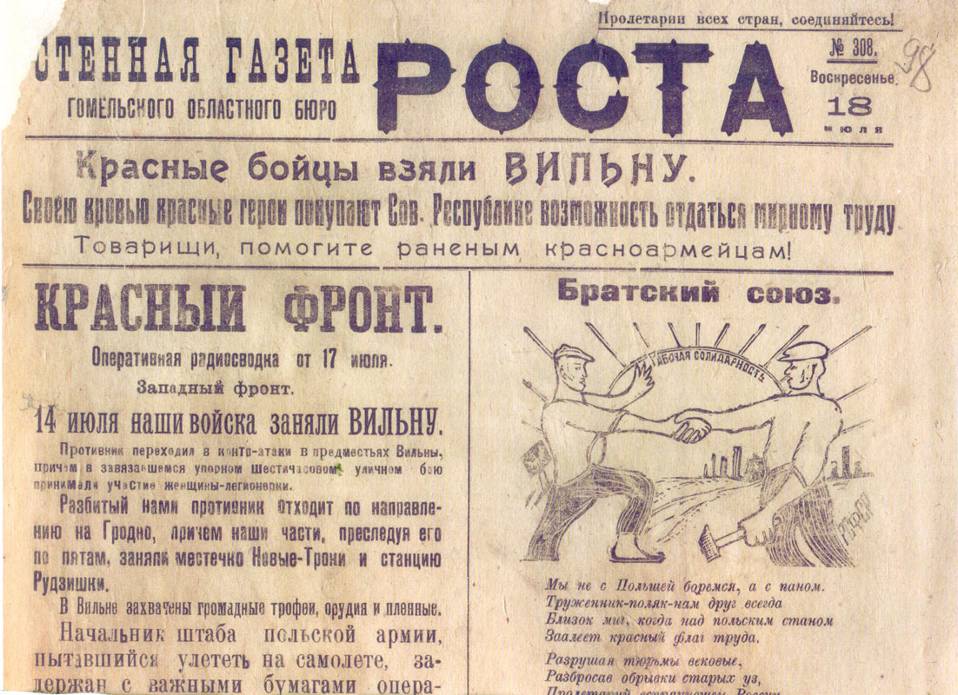 Пролетарии всех стран, соединяйтесь!
СТЕННАЯ ГАЗЕТА
ГОМЕЛЬСКОГО ОБЛАСТНОГО БЮРО
РОСТА
№ 308.
98
Воскресенье
18
июля
Красные бойцы взяли ВИЛЬНУ.
Своею кровью красные герои покупают Сов. Республике возможность отдаться мирному труду
Товарищи, помогите раненым красноармейцам!
КРАСНЫЙ ФРОНТ.
Оперативная радиосводка от 17 июля.
Западный фронт.
14 июля наши войска заняли ВИЛЬНУ.
Противник переходил в контр-атаки в предместьях Вильны,
причем в завязавшемся упорном шестичасовом уличном бою
принимали участие женщины-легионерки.
Разбитый нами противник отходит по направле-
нию на Гродно, причем наши части, преследуя его
по пятам, заняли местечко Новые-Троки и станцию
Рудзишки.
В Вильне захвачены громадные трофеи, орудия и пленные.
Начальник штаба польской армии,
пытавшийся улететь на самолете, за-
держан с важными бумагами опера-
Братский союз.
РАБОЧАЯ СОЛИДАРНОСТЬ
Мы не с Польшей боремся, а с паном.
Труженник-поляк-нам друг всегда
Близок миг, когда над польским станом
Заалеет красный флаг труда.
Разрушая тюрьмы вековые,
Разбросав обрывки старых уз,